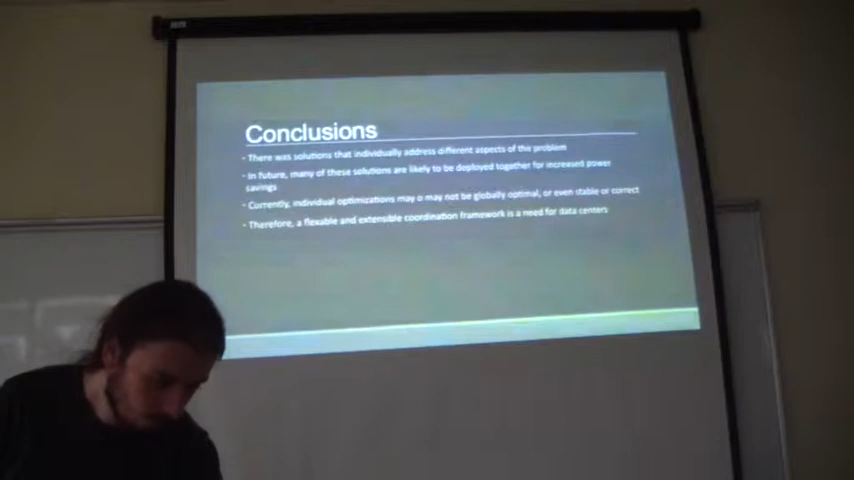 Conclusions
• There was solutions that individually address different aspects of the problem
• In future, many of these solutions are likely to be deployed together for increased power
savings
• Currently, individual optimizations may o may not be globally optimal, or even stable or correct
• Therefore, a flexable and extensible coordination framework is a need for data centers